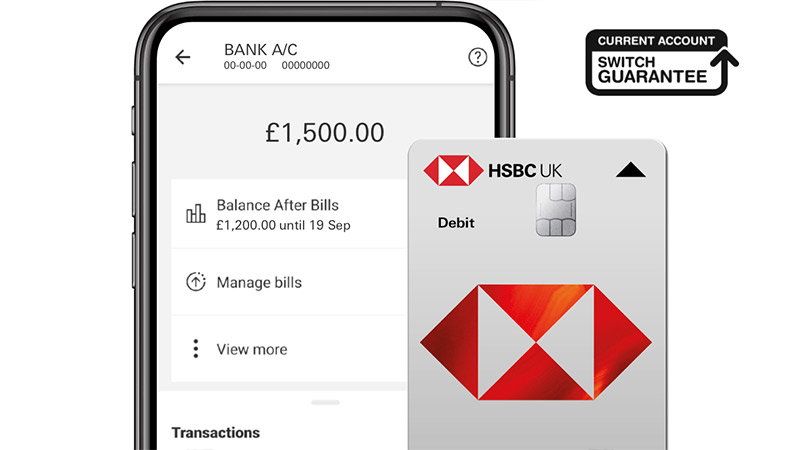 BANK A/C
00-00-00 00000000
£1,500.00
Balance After Bills
£1,200.00 until 19 Sep
Manage bills
View more
Transactions
HSBC UK
Debit
CURRENT ACCOUNT
SWITCH
GUARANTEE